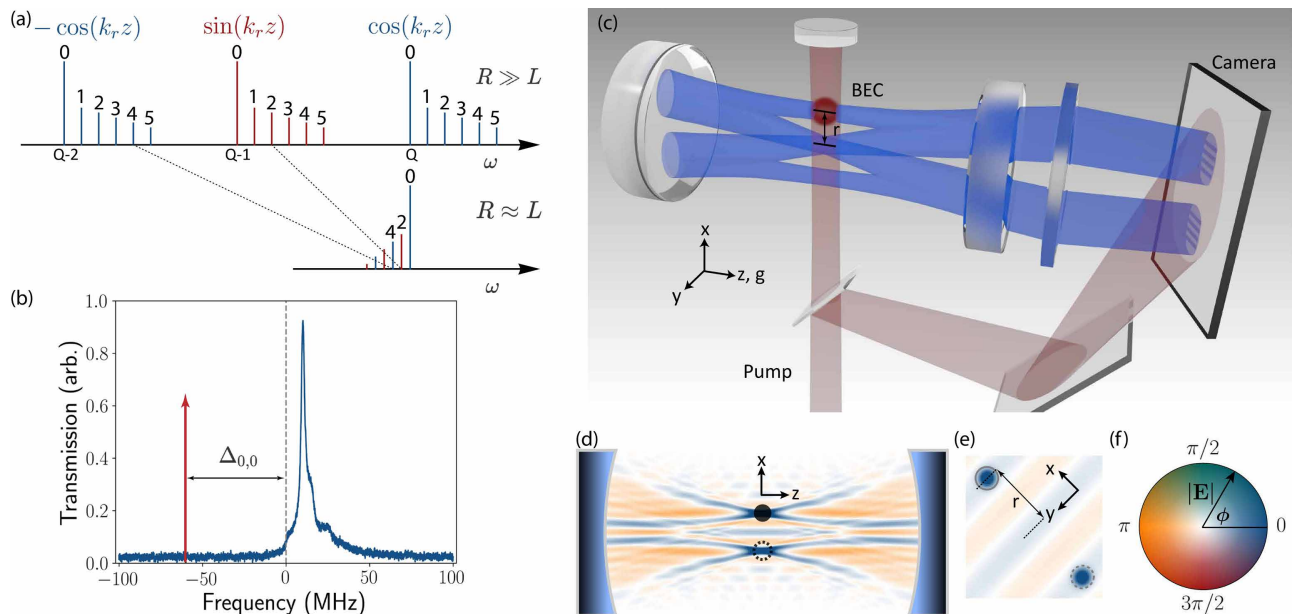 (a)
− cos(k_r z)
sin(k_r z)
cos(k_r z)
0
0
0
R ≫ L
1
2
3
4
5
1
2
3
4
5
1
2
3
4
5
Q-2
Q-1
Q
ω
0
R ≈ L
4
2
ω
(b)
Transmission (arb.)
1.0
0.8
0.6
0.4
0.2
0.0
Δ0,0
−100
−50
0
50
100
Frequency (MHz)
(c)
BEC
Camera
r
x
y
z, g
Pump
(d)
x
z
(e)
x
y
r
(f)
π/2
|E|
ϕ
π
0
3π/2